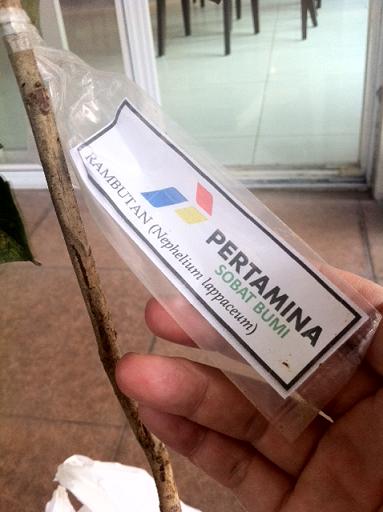 PERTAMINA
SOBAT BUMI
RAMBUTAN (Nephelium lappaceum)